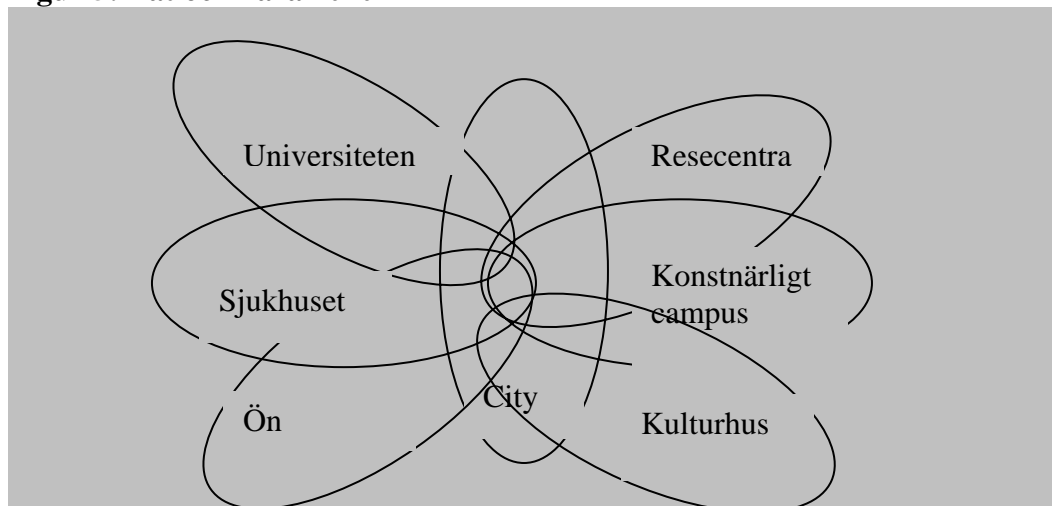 Universiteten
Resecentra
Sjukhuset
Konstnärligt
campus
Ön
City
Kulturhus